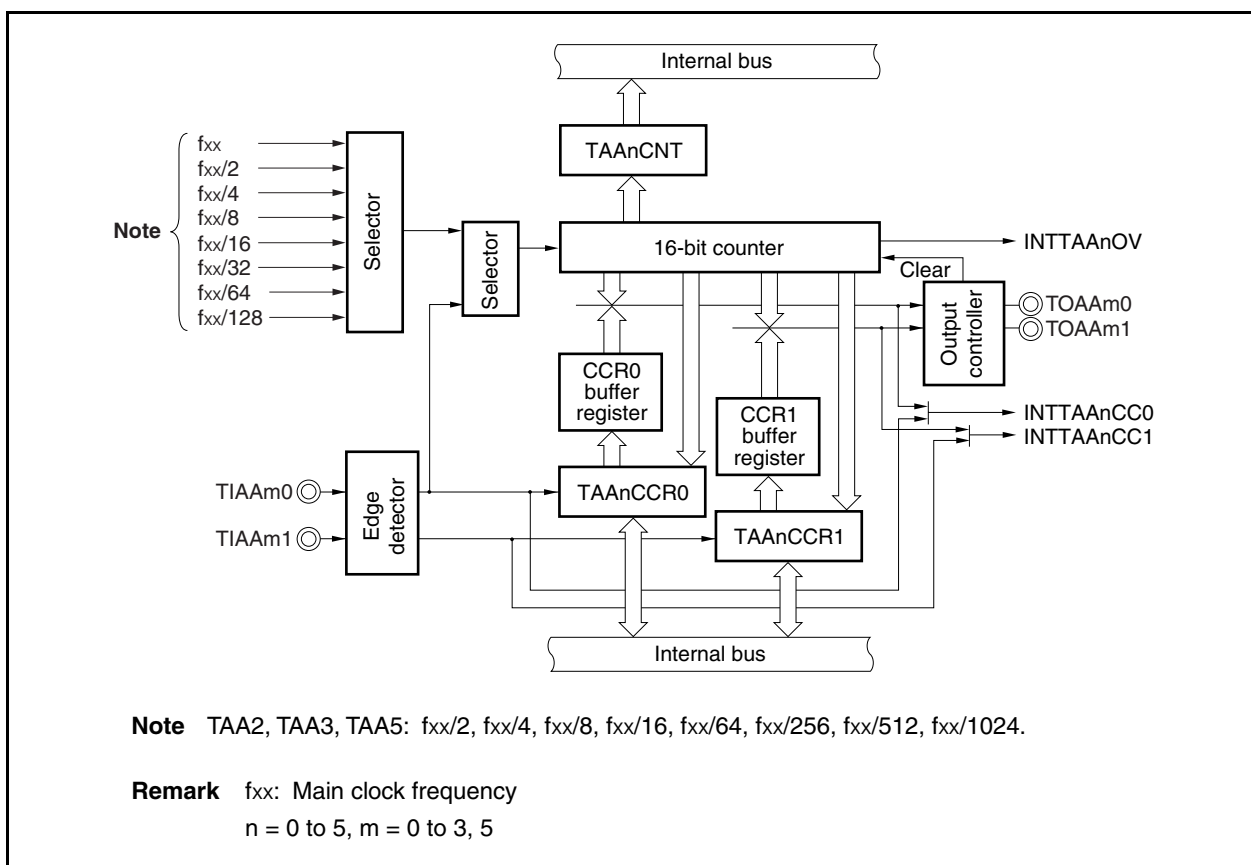 Internal bus
TAAnCNT
Note
fxx
fxx/2
fxx/4
fxx/8
fxx/16
fxx/32
fxx/64
fxx/128
Selector
Selector
16-bit counter
INTTAAnOV
Clear
Output
controller
TOAAm0
TOAAm1
CCR0
buffer
register
CCR1
buffer
register
INTTAAnCC0
INTTAAnCC1
TIAAm0
TIAAm1
Edge
detector
TAAnCCR0
TAAnCCR1
Internal bus
Note TAA2, TAA3, TAA5: fxx/2, fxx/4, fxx/8, fxx/16, fxx/64, fxx/256, fxx/512, fxx/1024.
Remark fxx: Main clock frequency
n = 0 to 5, m = 0 to 3, 5